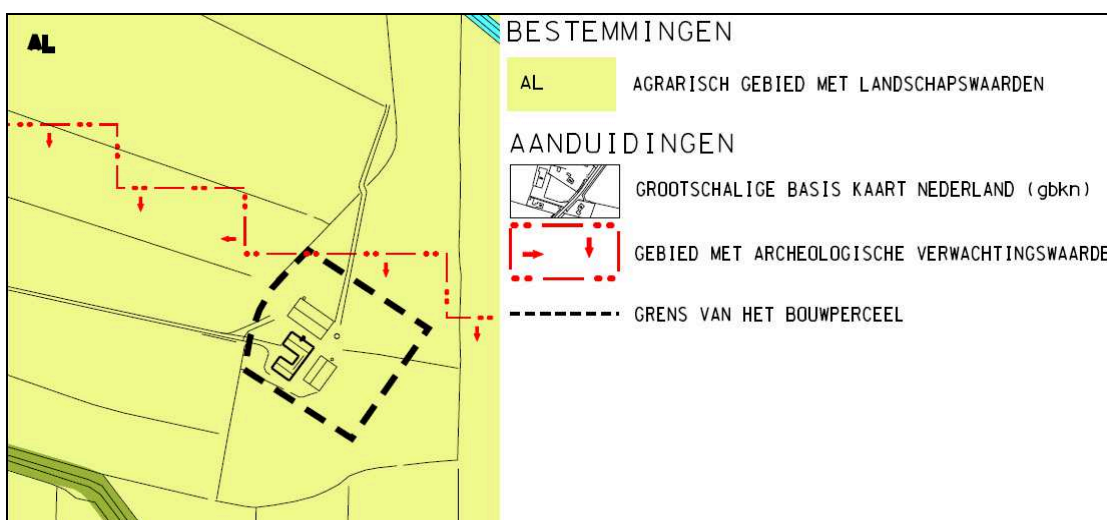 AL
BESTEMMINGEN
AL AGRARISCH GEBIED MET LANDSCHAPSWAARDEN
AANDUIDINGEN
GROOTSCHALIGE BASIS KAART NEDERLAND (gbkn)
GEBIED MET ARCHEOLOGISCHE VERWACHTINGSWAARDE
GRENS VAN HET BOUWPERCEEL